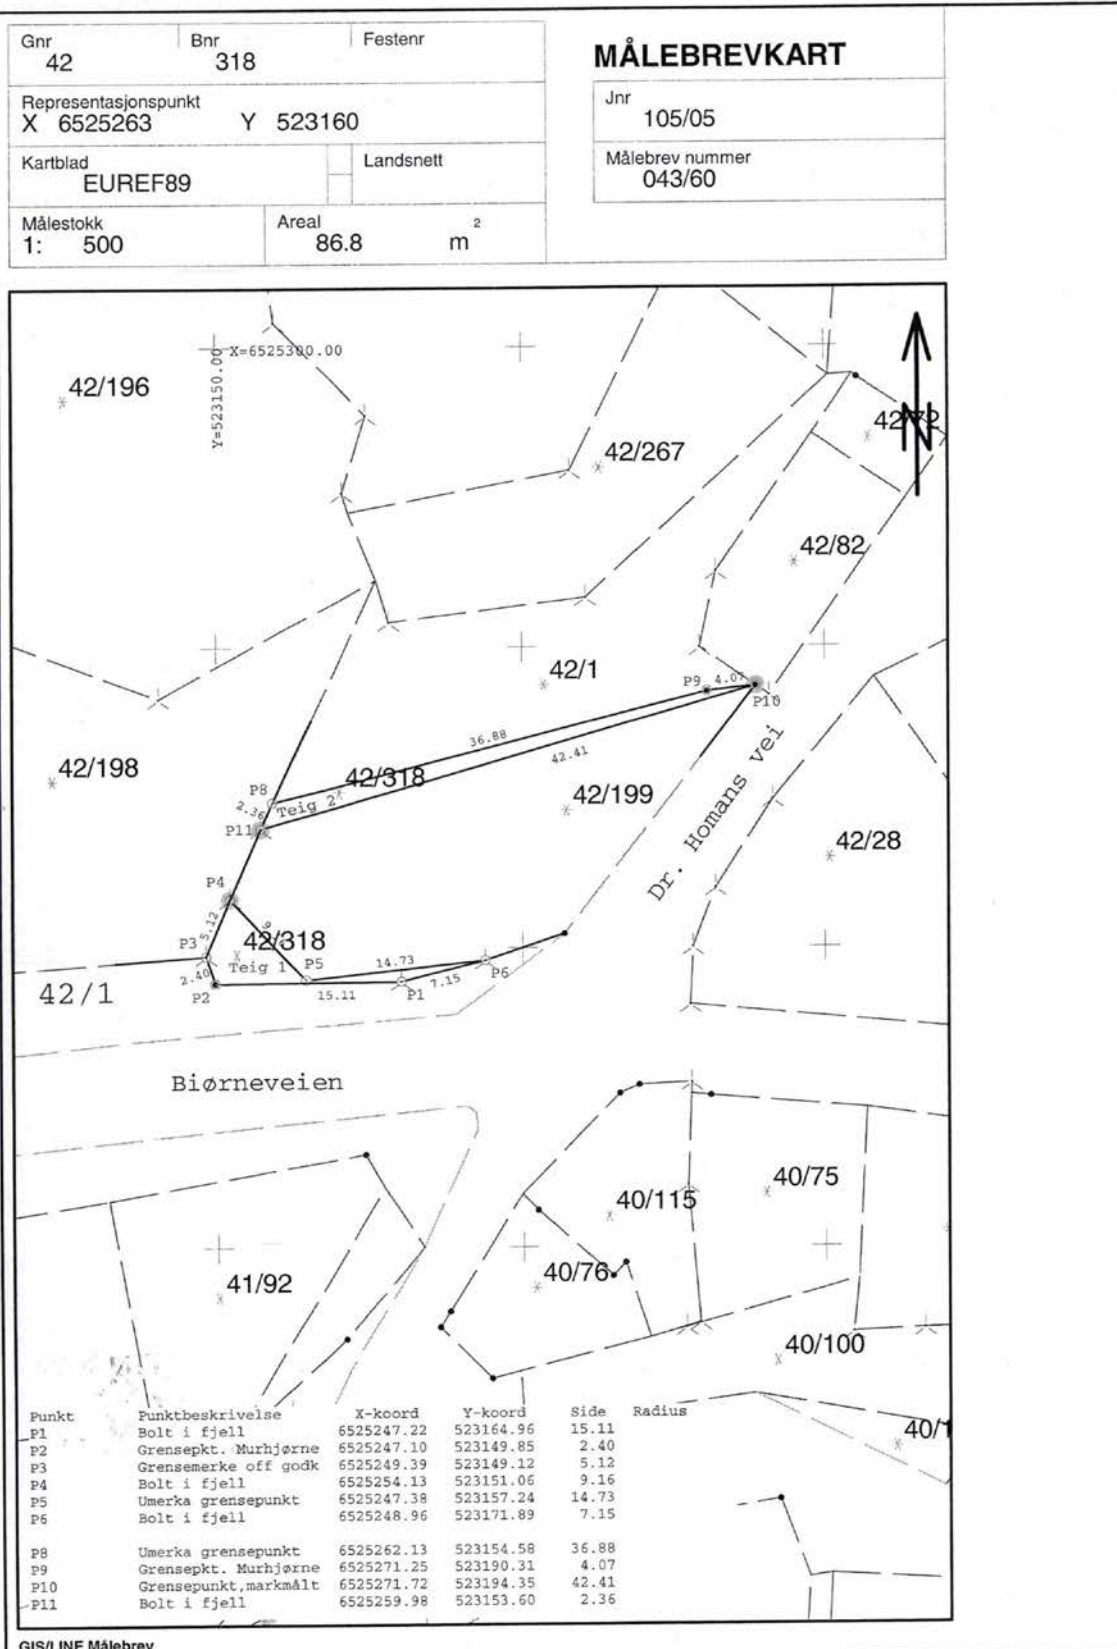 Gnr Bnr Festenr
42 318
MÅLEBREVKART
Representasjonspunkt
X 6525263 Y 523160
Jnr
105/05
Kartblad Landsnett
EUREF89
Målebrev nummer
043/60
Målestokk Areal
1: 500 86.8 m 2
X=6525300.00
Y=523150.00
42/196
42/72
N
42/267
42/82
42/1
P9 4.07
P10
36.88
42.41
42/198
42/318
P8
Teig 2
2.36
P11
42/199
Dr. Homans vei
42/28
P4
5.12
42/318
P3
Teig 1
P5
14.73
P6
2.40
P2
15.11
P1
7.15
42/1
Biørneveien
40/75
40/115
40/76
41/92
40/100
Punkt Punktbeskrivelse X-koord Y-koord Side Radius
P1 Bolt i fjell 6525247.22 523164.96 15.11
P2 Grensepkt. Murhjørne 6525247.10 523149.85 2.40
P3 Grensemerke off godk 6525249.39 523149.12 5.12
P4 Bolt i fjell 6525254.13 523151.06 9.16
P5 Umerka grensepunkt 6525247.38 523157.24 14.73
P6 Bolt i fjell 6525248.96 523171.89 7.15
P8 Umerka grensepunkt 6525262.13 523154.58 36.88
P9 Grensepkt. Murhjørne 6525271.25 523190.31 4.07
P10 Grensepunkt,markmålt 6525271.72 523194.35 42.41
P11 Bolt i fjell 6525259.98 523153.60 2.36
GIS/LINE Målebrev